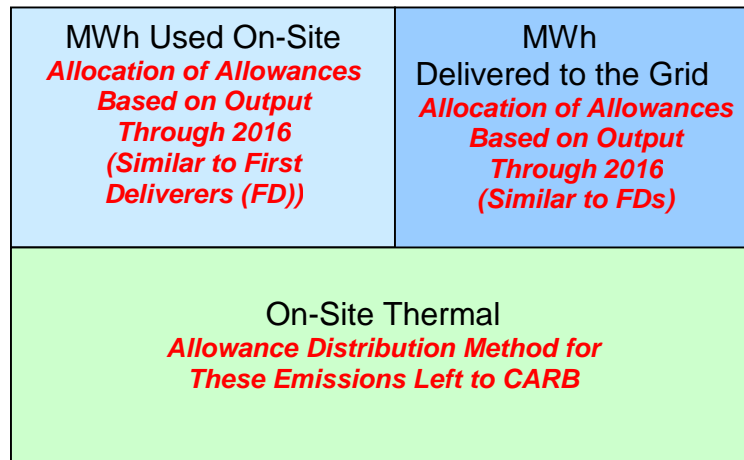 MWh Used On-Site
Allocation of Allowances
Based on Output
Through 2016
(Similar to First
Deliverers (FD))
MWh
Delivered to the Grid
Allocation of Allowances
Based on Output
Through 2016
(Similar to FDs)
On-Site Thermal
Allowance Distribution Method for
These Emissions Left to CARB